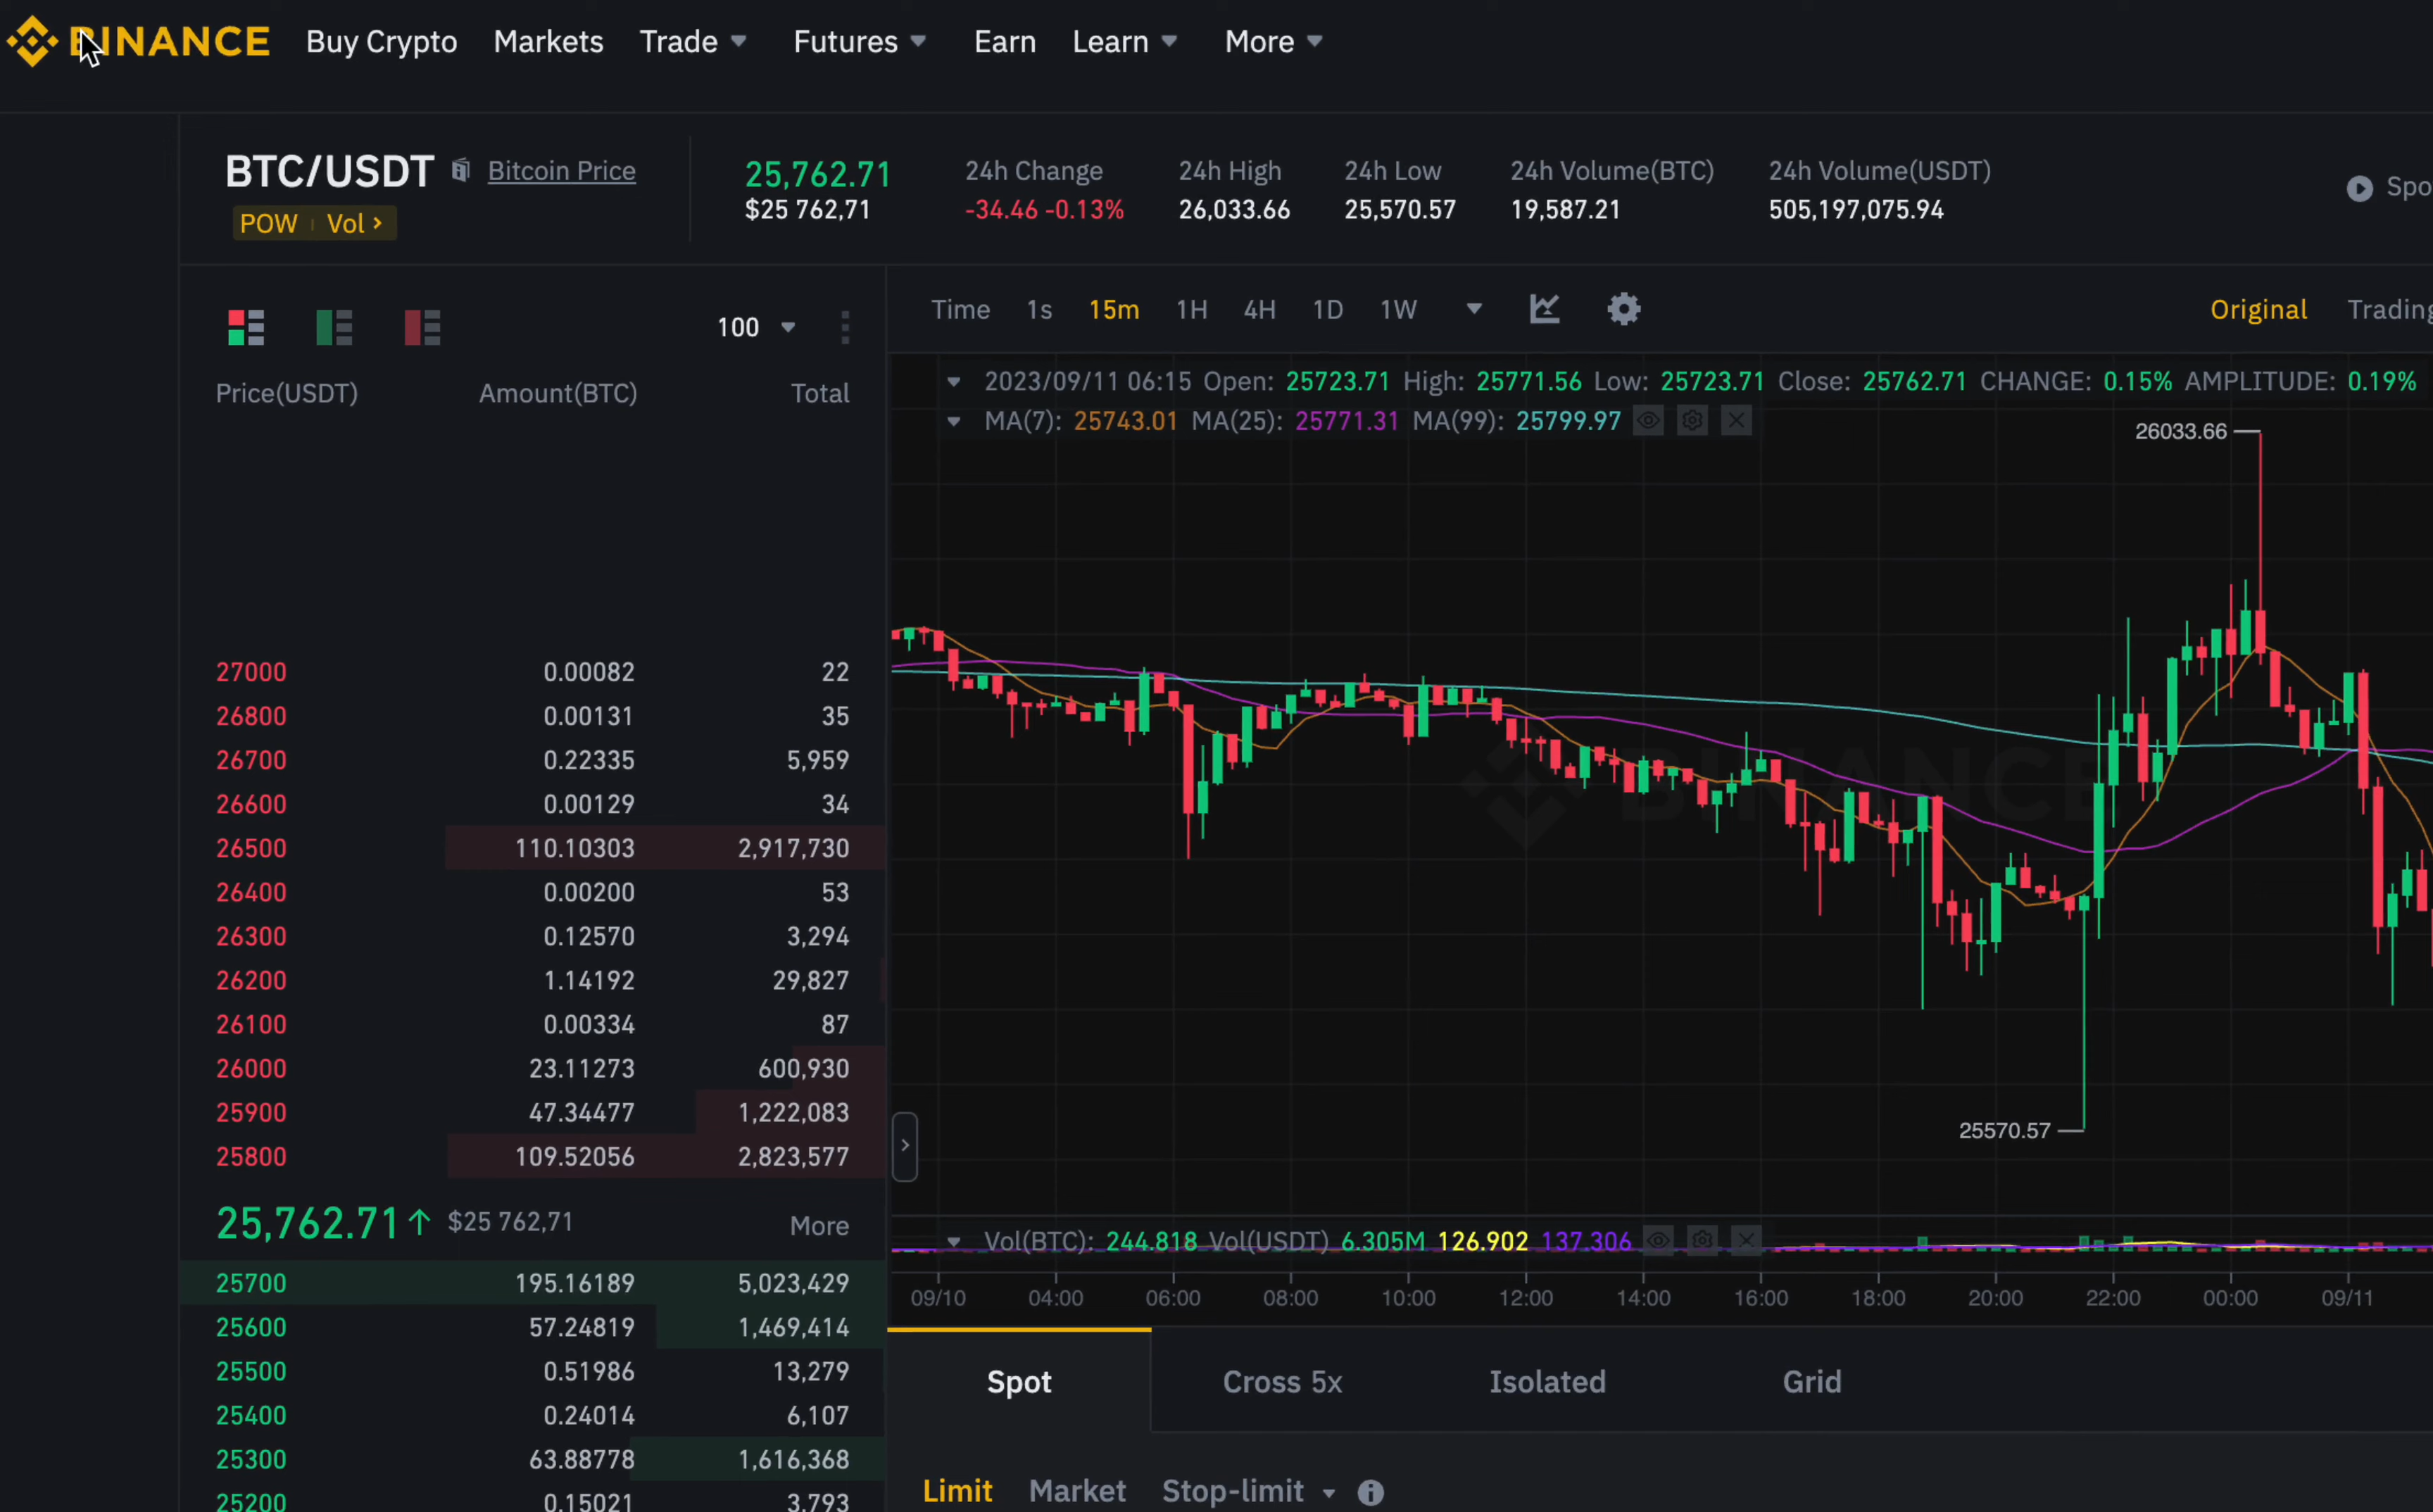 BINANCE Buy Crypto Markets Trade Futures Earn Learn More
BTC/USDT Bitcoin Price
POW Vol >
25,762.71
$25 762,71
24h Change
-34.46 -0.13%
24h High
26,033.66
24h Low
25,570.57
24h Volume(BTC)
19,587.21
24h Volume(USDT)
505,197,075.94
Spo
100
Price(USDT) Amount(BTC) Total
27000 0.00082 22
26800 0.00131 35
26700 0.22335 5,959
26600 0.00129 34
26500 110.10303 2,917,730
26400 0.00200 53
26300 0.12570 3,294
26200 1.14192 29,827
26100 0.00334 87
26000 23.11273 600,930
25900 47.34477 1,222,083
25800 109.52056 2,823,577
25,762.71↑ $25 762,71 More
25700 195.16189 5,023,429
25600 57.24819 1,469,414
25500 0.51986 13,279
25400 0.24014 6,107
25300 63.88778 1,616,368
25200 0.15021 3,793
Time 1s 15m 1H 4H 1D 1W Original Trading
2023/09/11 06:15 Open: 25723.71 High: 25771.56 Low: 25723.71 Close: 25762.71 CHANGE: 0.15% AMPLITUDE: 0.19%
MA(7): 25743.01 MA(25): 25771.31 MA(99): 25799.97
26033.66
BINANCE
25570.57
Vol(BTC): 244.818 Vol(USDT) 6.305M 126.902 137.306
09/10 04:00 06:00 08:00 10:00 12:00 14:00 16:00 18:00 20:00 22:00 00:00 09/11
Spot Cross 5x Isolated Grid
Limit Market Stop-limit